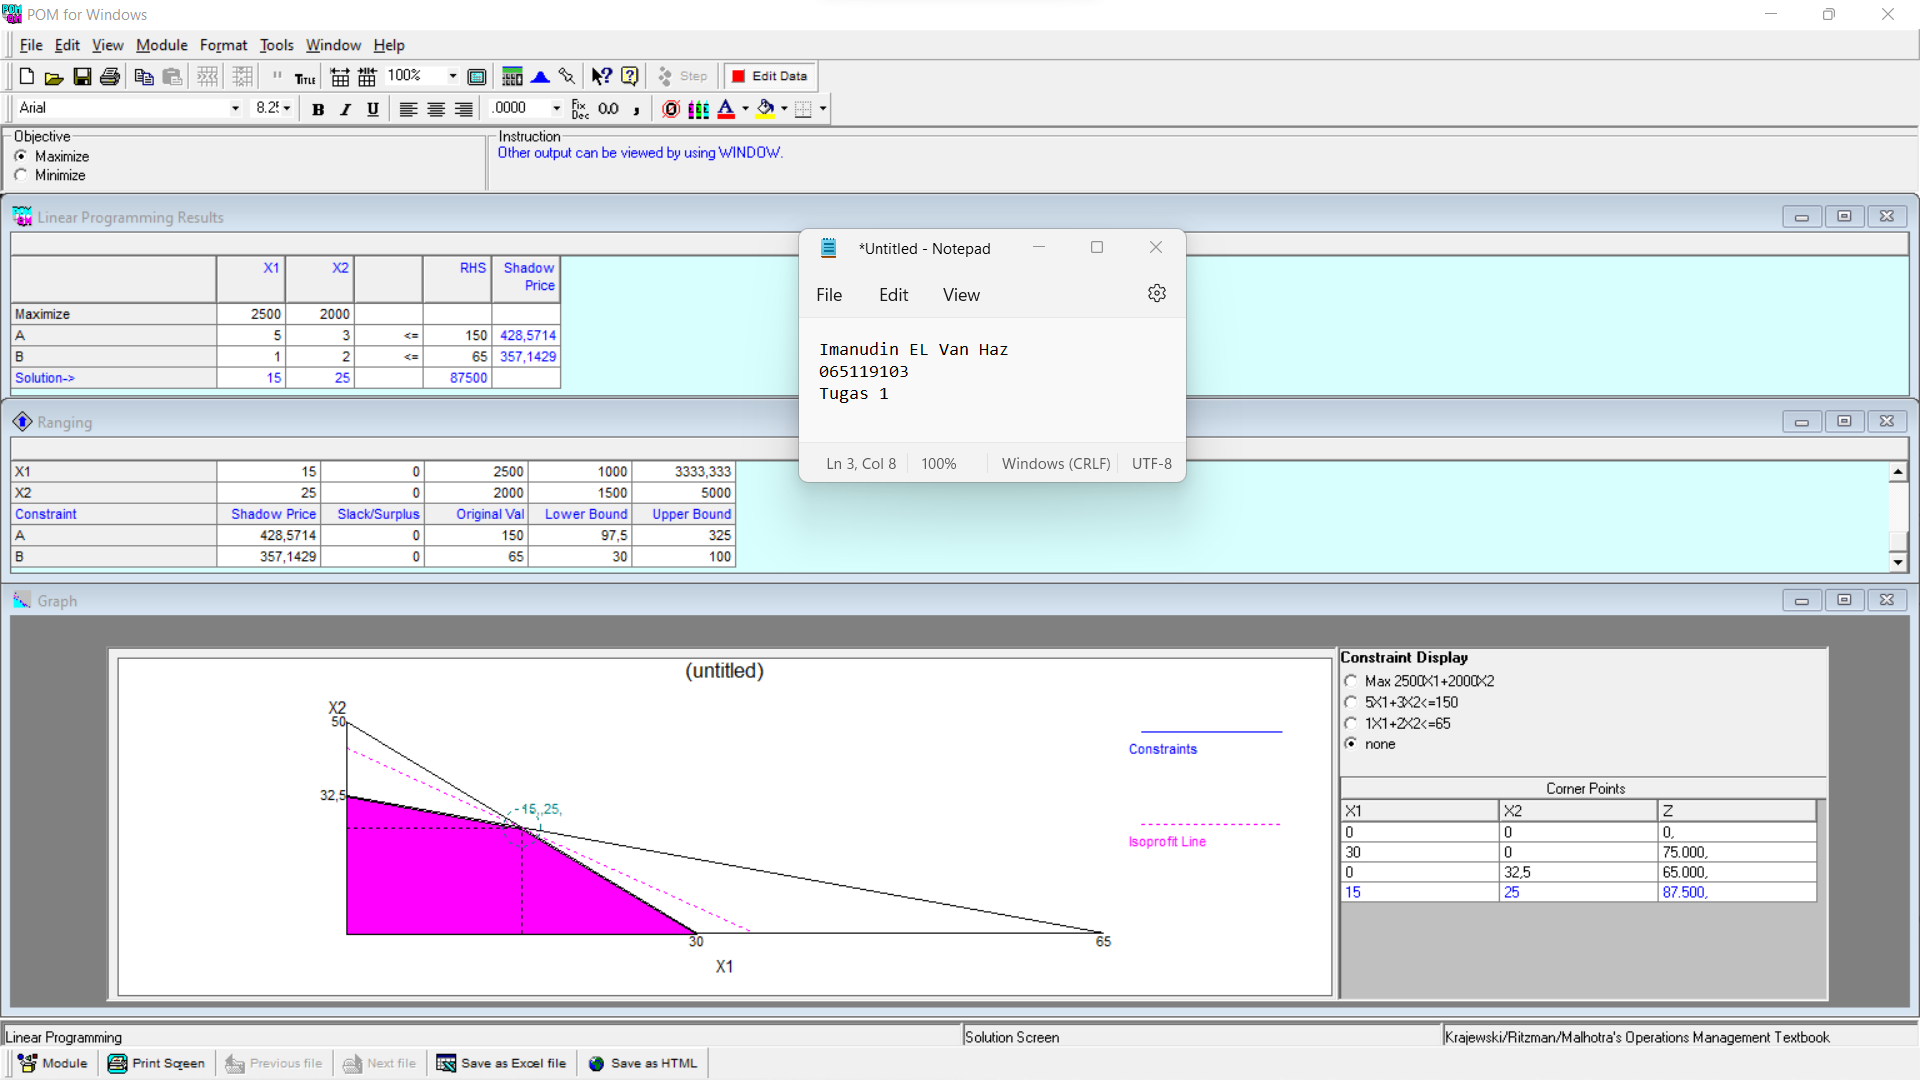 POM for Windows
File Edit View Module Format Tools Window Help
TITLE 100% Step Edit Data
Arial 8.2 B I U .0000 Fix Dec 0.0 ,
Objective
Maximize
Minimize
Instruction
Other output can be viewed by using WINDOW.
Linear Programming Results
X1 X2 RHS Shadow Price
Maximize 2500 2000
A 5 3 <= 150 428,5714
B 1 2 <= 65 357,1429
Solution-> 15 25 87500
*Untitled - Notepad
File Edit View
Imanudin EL Van Haz
065119103
Tugas 1
Ln 3, Col 8 100% Windows (CRLF) UTF-8
Ranging
X1 15 0 2500 1000 3333,333
X2 25 0 2000 1500 5000
Constraint Shadow Price Slack/Surplus Original Val Lower Bound Upper Bound
A 428,5714 0 150 97,5 325
B 357,1429 0 65 30 100
Graph
(untitled)
X2
50
32,5
15,,25,
30
65
X1
Constraints
Isoprofit Line
Constraint Display
Max 2500X1+2000X2
5X1+3X2<=150
1X1+2X2<=65
none
Corner Points
X1 X2 Z
0 0 0,
30 0 75.000,
0 32,5 65.000,
15 25 87.500,
Linear Programming
Solution Screen
Krajewski/Ritzman/Malhotra's Operations Management Textbook
Module Print Screen Previous file Next file Save as Excel file Save as HTML